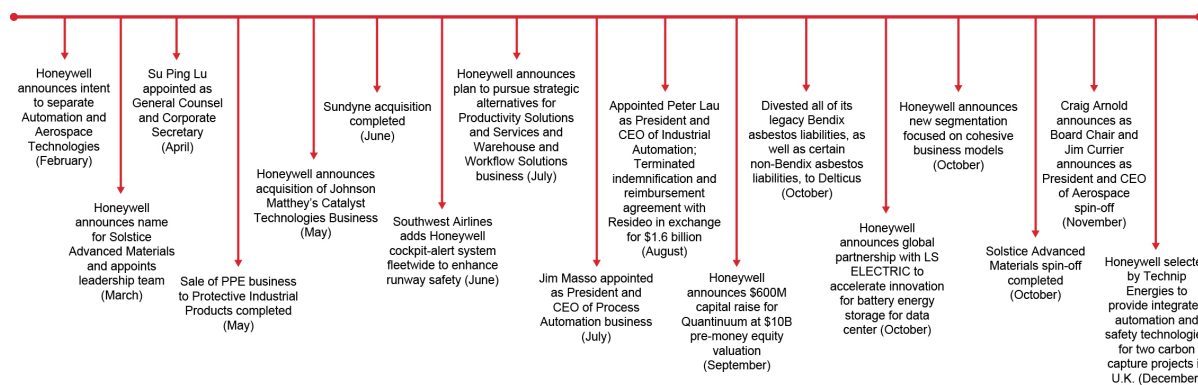 Honeywell
announces intent
to separate
Automation and
Aerospace
Technologies
(February)
Honeywell
announces name
for Solstice
Advanced Materials
and appoints
leadership team
(March)
Su Ping Lu
appointed as
General Counsel
and Corporate
Secretary
(April)
Sale of PPE business
to Protective Industrial
Products completed
(May)
Honeywell announces
acquisition of Johnson
Matthey's Catalyst
Technologies Business
(May)
Sundyne acquisition
completed
(June)
Southwest Airlines
adds Honeywell
cockpit-alert system
fleetwide to enhance
runway safety (June)
Honeywell announces
plan to pursue strategic
alternatives for
Productivity Solutions
and Services and
Warehouse and
Workflow Solutions
business (July)
Jim Masso appointed
as President and
CEO of Process
Automation business
(July)
Appointed Peter Lau
as President and
CEO of Industrial
Automation;
Terminated
indemnification and
reimbursement
agreement with
Resideo in exchange
for $1.6 billion
(August)
Honeywell
announces $600M
capital raise for
Quantinuum at $10B
pre-money equity
valuation
(September)
Divested all of its
legacy Bendix
asbestos liabilities, as
well as certain
non-Bendix asbestos
liabilities, to Delticus
(October)
Honeywell
announces global
partnership with LS
ELECTRIC to
accelerate innovation
for battery energy
storage for data
center (October)
Honeywell announces
new segmentation
focused on cohesive
business models
(October)
Solstice Advanced
Materials spin-off
completed
(October)
Craig Arnold
announces as
Board Chair and
Jim Currier
announces as
President and CEO
of Aerospace
spin-off
(November)
Honeywell selecte
by Technip
Energies to
provide integrate
automation and
safety technologie
for two carbon
capture projects i
U.K. (December